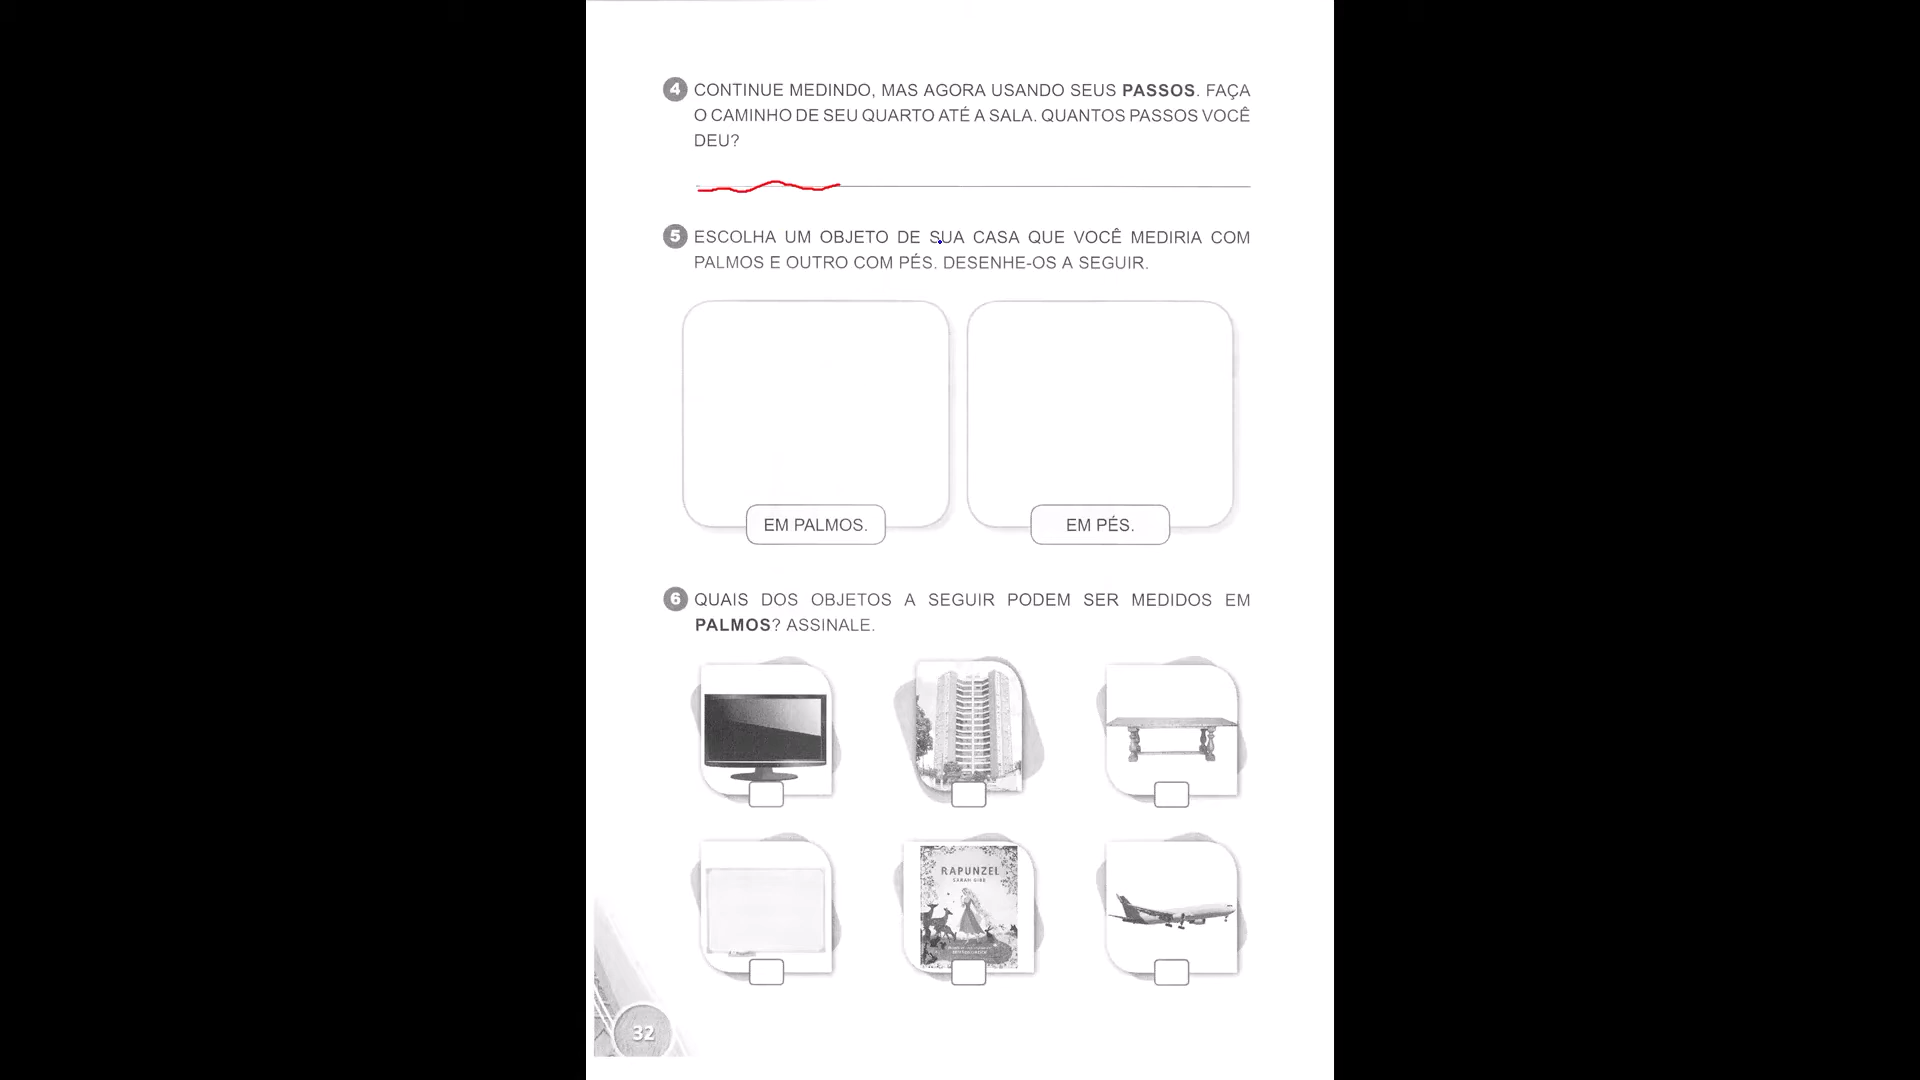 4 CONTINUE MEDINDO, MAS AGORA USANDO SEUS PASSOS. FAÇA
O CAMINHO DE SEU QUARTO ATÉ A SALA. QUANTOS PASSOS VOCÊ
DEU?
5 ESCOLHA UM OBJETO DE SUA CASA QUE VOCÊ MEDIRIA COM
PALMOS E OUTRO COM PÉS. DESENHE-OS A SEGUIR.
EM PALMOS.
EM PÉS.
6 QUAIS DOS OBJETOS A SEGUIR PODEM SER MEDIDOS EM
PALMOS? ASSINALE.
RAPUNZEL
SARAH GIBB
32